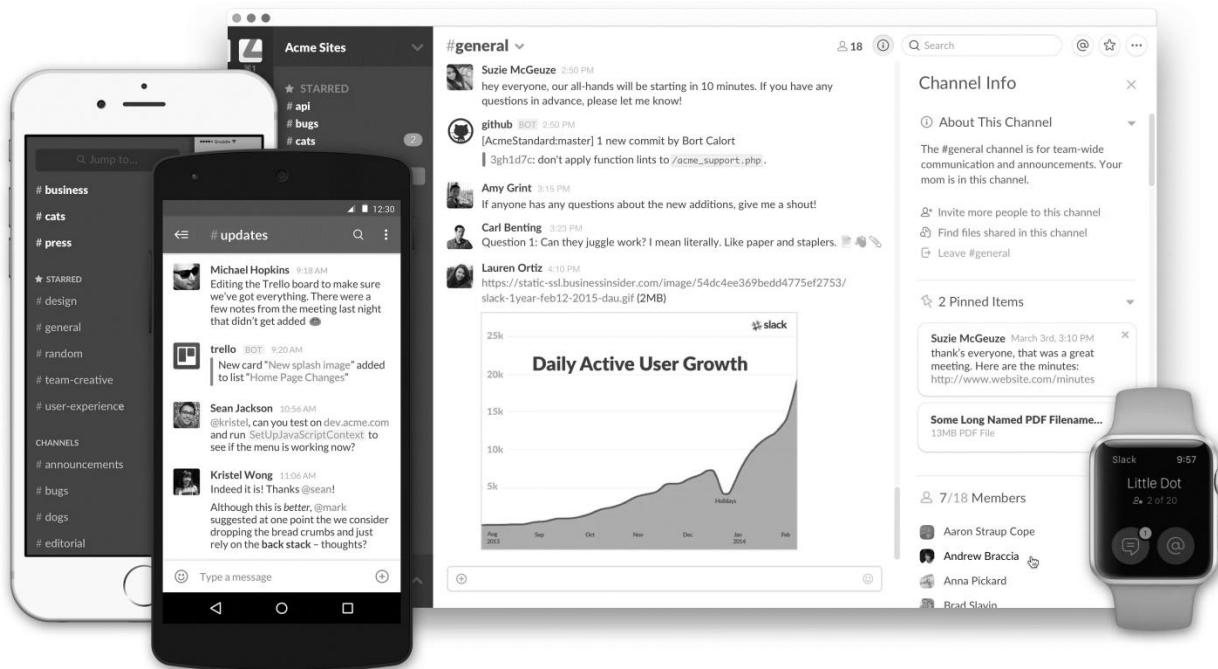 Acme Sites
⌘1
★ STARRED
# api
# bugs
# cats
2
#general
18
Search
@
Suzie McGeuze 2:50 PM
hey everyone, our all-hands will be starting in 10 minutes. If you have any
questions in advance, please let me know!
github BOT 2:50 PM
[AcmeStandard:master] 1 new commit by Bort Calort
3gh1d7c: don't apply function lints to /acme_support.php .
Amy Grint 3:15 PM
If anyone has any questions about the new additions, give me a shout!
Carl Benting 3:23 PM
Question 1: Can they juggle work? I mean literally. Like paper and staplers.
Lauren Ortiz 4:10 PM
https://static-ssl.businessinsider.com/image/54dc4ee369bedd4775ef2753/
slack-1year-feb12-2015-dau.gif (2MB)
slack
Daily Active User Growth
25k
20k
15k
10k
5k
Holidays
Aug
2013
Sep
Oct
Nov
Dec
Jan
2014
Feb
Channel Info
About This Channel
The #general channel is for team-wide
communication and announcements. Your
mom is in this channel.
Invite more people to this channel
Find files shared in this channel
Leave #general
2 Pinned Items
Suzie McGeuze March 3rd, 3:10 PM
thank's everyone, that was a great
meeting. Here are the minutes:
http://www.website.com/minutes
Some Long Named PDF Filename...
13MB PDF File
7/18 Members
Aaron Straup Cope
Andrew Braccia
Anna Pickard
Brad Slavin
Jump to...
# business
# cats
# press
★ STARRED
# design
# general
# random
# team-creative
# user-experience
CHANNELS
# announcements
# bugs
# dogs
# editorial
12:30
# updates
Michael Hopkins 9:18 AM
Editing the Trello board to make sure
we've got everything. There were a
few notes from the meeting last night
that didn't get added
trello BOT 9:20 AM
New card "New splash image" added
to list "Home Page Changes"
Sean Jackson 10:56 AM
@kristel, can you test on dev.acme.com
and run SetUpJavaScriptContext to
see if the menu is working now?
Kristel Wong 11:06 AM
Indeed it is! Thanks @sean!
Although this is better, @mark
suggested at one point the we consider
dropping the bread crumbs and just
rely on the back stack – thoughts?
Type a message
Slack 9:57
Little Dot
2 of 20
1
@